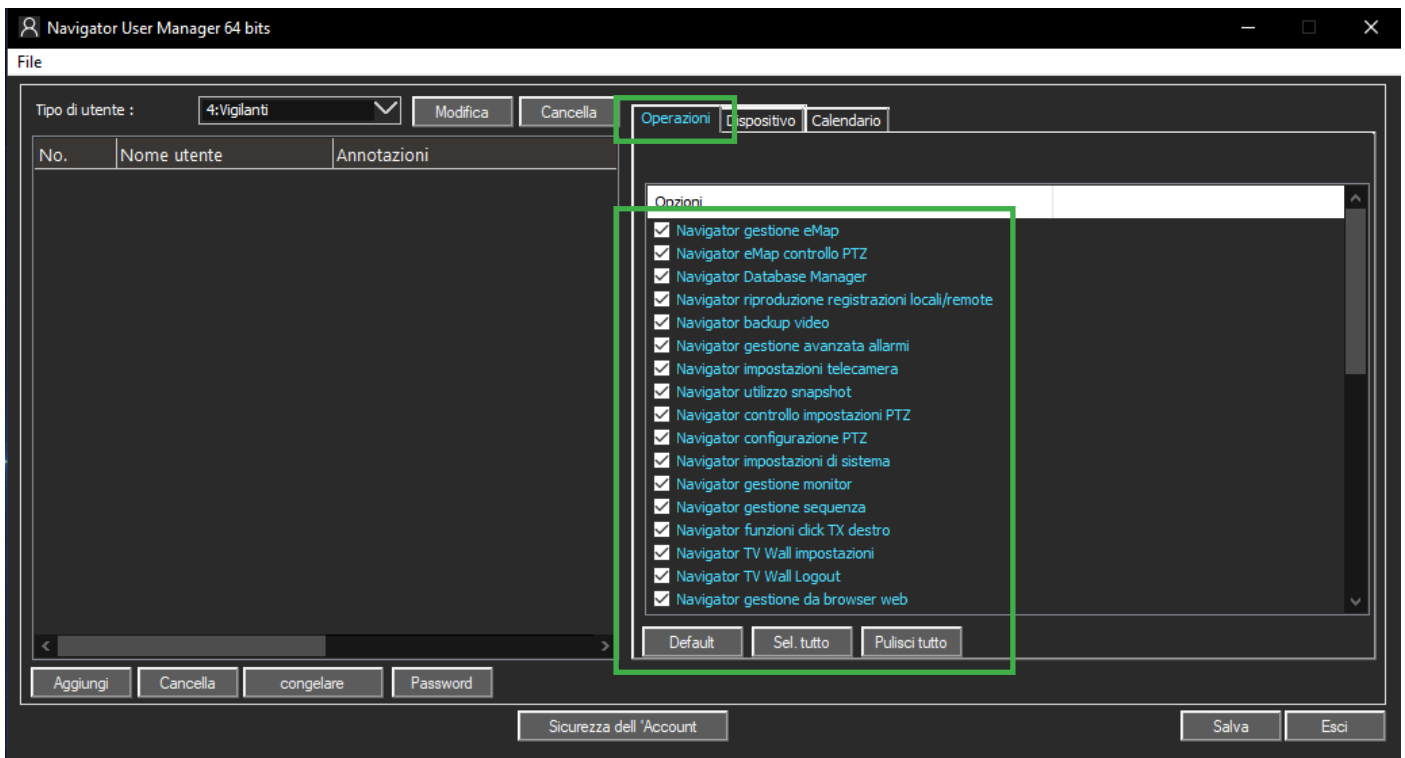 Navigator User Manager 64 bits
File
Tipo di utente :
4:Vigilanti
Modifica
Cancella
Operazioni
Dispositivo
Calendario
No.
Nome utente
Annotazioni
Opzioni
Navigator gestione eMap
Navigator eMap controllo PTZ
Navigator Database Manager
Navigator riproduzione registrazioni locali/remote
Navigator backup video
Navigator gestione avanzata allarmi
Navigator impostazioni telecamera
Navigator utilizzo snapshot
Navigator controllo impostazioni PTZ
Navigator configurazione PTZ
Navigator impostazioni di sistema
Navigator gestione monitor
Navigator gestione sequenza
Navigator funzioni click TX destro
Navigator TV Wall impostazioni
Navigator TV Wall Logout
Navigator gestione da browser web
Default
Sel. tutto
Pulisci tutto
Aggiungi
Cancella
congelare
Password
Sicurezza dell 'Account
Salva
Esci